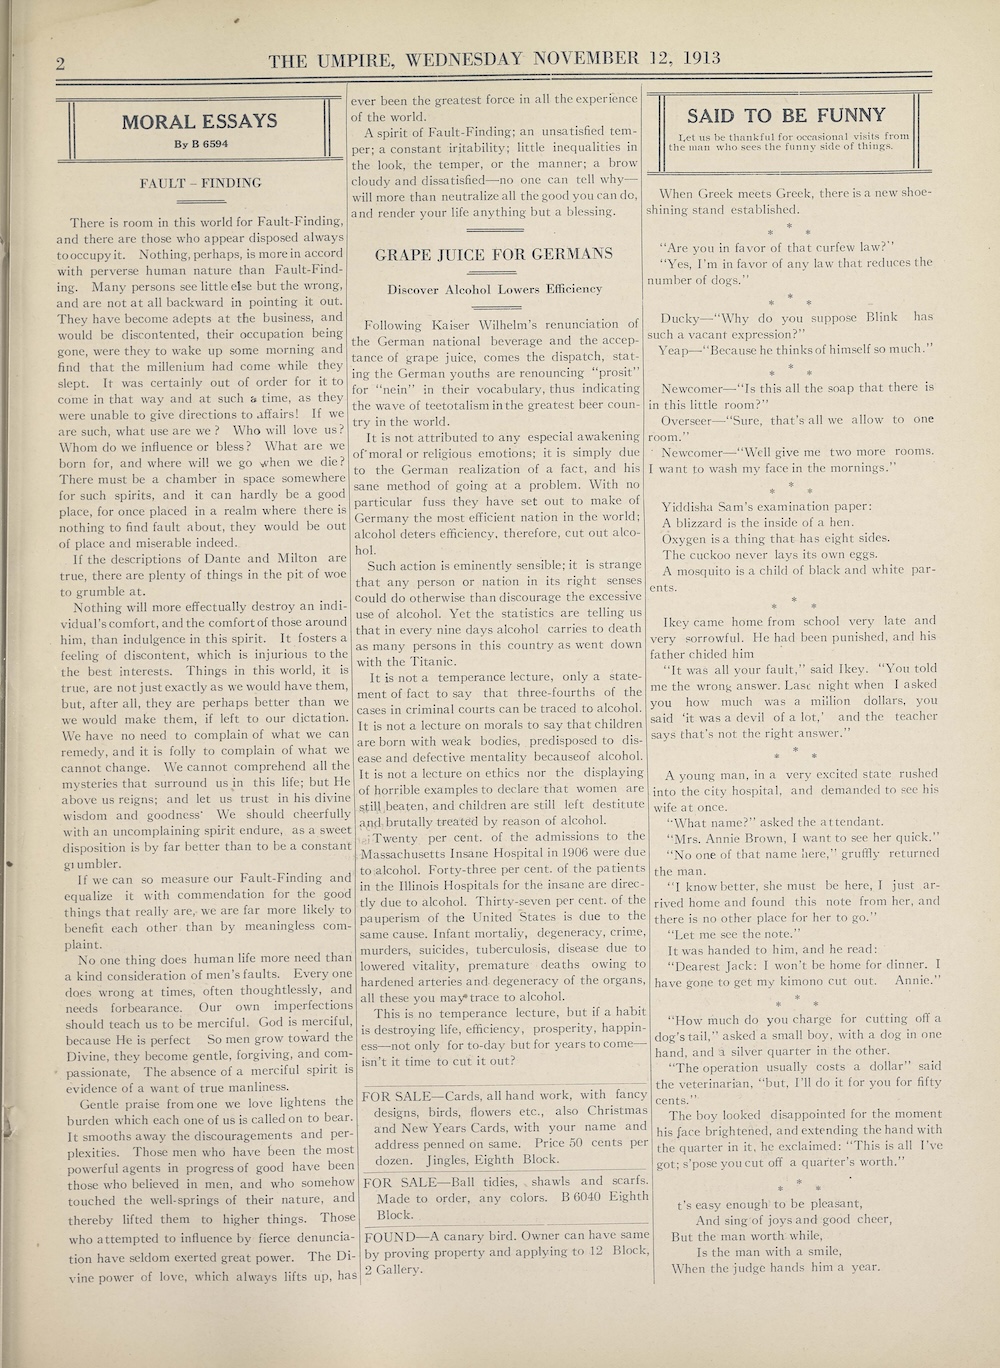 2
THE UMPIRE, WEDNESDAY NOVEMBER 12, 1913
MORAL ESSAYS
By B 6594
FAULT – FINDING
There is room in this world for Fault-Finding,
and there are those who appear disposed always
to occupy it. Nothing, perhaps, is more in accord
with perverse human nature than Fault-Find-
ing. Many persons see little else but the wrong,
and are not at all backward in pointing it out.
They have become adepts at the business, and
would be discontented, their occupation being
gone, were they to wake up some morning and
find that the millenium had come while they
slept. It was certainly out of order for it to
come in that way and at such a time, as they
were unable to give directions to affairs! If we
are such, what use are we? Who will love us?
Whom do we influence or bless? What are we
born for, and where will we go when we die?
There must be a chamber in space somewhere
for such spirits, and it can hardly be a good
place, for once placed in a realm where there is
nothing to find fault about, they would be out
of place and miserable indeed.
If the descriptions of Dante and Milton are
true, there are plenty of things in the pit of woe
to grumble at.
Nothing will more effectually destroy an indi-
vidual's comfort, and the comfort of those around
him, than indulgence in this spirit. It fosters a
feeling of discontent, which is injurious to the
the best interests. Things in this world, it is
true, are not just exactly as we would have them,
but, after all, they are perhaps better than we
we would make them, if left to our dictation.
We have no need to complain of what we can
remedy, and it is folly to complain of what we
cannot change. We cannot comprehend all the
mysteries that surround us in this life; but He
above us reigns; and let us trust in his divine
wisdom and goodness· We should cheerfully
with an uncomplaining spirit endure, as a sweet
disposition is by far better than to be a constant
grumbler.
If we can so measure our Fault-Finding and
equalize it with commendation for the good
things that really are, we are far more likely to
benefit each other than by meaningless com-
plaint.
No one thing does human life more need than
a kind consideration of men's faults. Every one
does wrong at times, often thoughtlessly, and
needs forbearance. Our own imperfections
should teach us to be merciful. God is merciful,
because He is perfect So men grow toward the
Divine, they become gentle, forgiving, and com-
passionate, The absence of a merciful spirit is
evidence of a want of true manliness.
Gentle praise from one we love lightens the
burden which each one of us is called on to bear.
It smooths away the discouragements and per-
plexities. Those men who have been the most
powerful agents in progress of good have been
those who believed in men, and who somehow
touched the well-springs of their nature, and
thereby lifted them to higher things. Those
who attempted to influence by fierce denuncia-
tion have seldom exerted great power. The Di-
vine power of love, which always lifts up, has
ever been the greatest force in all the experience
of the world.
A spirit of Fault-Finding; an unsatisfied tem-
per; a constant irjtability; little inequalities in
the look, the temper, or the manner; a brow
cloudy and dissatisfied—no one can tell why—
will more than neutralize all the good you can do,
and render your life anything but a blessing.
GRAPE JUICE FOR GERMANS
Discover Alcohol Lowers Efficiency
Following Kaiser Wilhelm's renunciation of
the German national beverage and the accep-
tance of grape juice, comes the dispatch, stat-
ing the German youths are renouncing "prosit"
for "nein" in their vocabulary, thus indicating
the wave of teetotalism in the greatest beer coun-
try in the world.
It is not attributed to any especial awakening
of moral or religious emotions; it is simply due
to the German realization of a fact, and his
sane method of going at a problem. With no
particular fuss they have set out to make of
Germany the most efficient nation in the world;
alcohol deters efficiency, therefore, cut out alco-
hol.
Such action is eminently sensible; it is strange
that any person or nation in its right senses
could do otherwise than discourage the excessive
use of alcohol. Yet the statistics are telling us
that in every nine days alcohol carries to death
as many persons in this country as went down
with the Titanic.
It is not a temperance lecture, only a state-
ment of fact to say that three-fourths of the
cases in criminal courts can be traced to alcohol.
It is not a lecture on morals to say that children
are born with weak bodies, predisposed to dis-
ease and defective mentality becauseof alcohol.
It is not a lecture on ethics nor the displaying
of horrible examples to declare that women are
still beaten, and children are still left destitute
and brutally treated by reason of alcohol.
Twenty per cent. of the admissions to the
Massachusetts Insane Hospital in 1906 were due
to alcohol. Forty-three per cent. of the patients
in the Illinois Hospitals for the insane are direc-
tly due to alcohol. Thirty-seven per cent. of the
pauperism of the United States is due to the
same cause. Infant mortaliy, degeneracy, crime,
murders, suicides, tuberculosis, disease due to
lowered vitality, premature deaths owing to
hardened arteries and degeneracy of the organs,
all these you may trace to alcohol.
This is no temperance lecture, but if a habit
is destroying life, efficiency, prosperity, happin-
ess—not only for to-day but for years to come—
isn't it time to cut it out?
FOR SALE—Cards, all hand work, with fancy
designs, birds, flowers etc., also Christmas
and New Years Cards, with your name and
address penned on same. Price 50 cents per
dozen. Jingles, Eighth Block.
FOR SALE—Ball tidies, shawls and scarfs.
Made to order, any colors. B 6040 Eighth
Block.
FOUND—A canary bird. Owner can have same
by proving property and applying to 12 Block,
2 Gallery.
SAID TO BE FUNNY
Let us be thankful for occasional visits from
the man who sees the funny side of things.
When Greek meets Greek, there is a new shoe-
shining stand established.
* * *
"Are you in favor of that curfew law?"
"Yes, I'm in favor of any law that reduces the
number of dogs."
* * *
Ducky—"Why do you suppose Blink has
such a vacant expression?"
Yeap—"Because he thinks of himself so much."
* * *
Newcomer—"Is this all the soap that there is
in this little room?"
Overseer—"Sure, that's all we allow to one
room."
Newcomer—"Well give me two more rooms.
I want to wash my face in the mornings."
* * *
Yiddisha Sam's examination paper:
A blizzard is the inside of a hen.
Oxygen is a thing that has eight sides.
The cuckoo never lays its own eggs.
A mosquito is a child of black and white par-
ents.
* * *
Ikey came home from school very late and
very sorrowful. He had been punished, and his
father chided him
"It was all your fault," said Ikey. "You told
me the wrong answer. Last night when I asked
you how much was a million dollars, you
said 'it was a devil of a lot,' and the teacher
says that's not the right answer."
* * *
A young man, in a very excited state rushed
into the city hospital, and demanded to see his
wife at once.
"What name?" asked the attendant.
"Mrs. Annie Brown, I want to see her quick."
"No one of that name here," gruffly returned
the man.
"I know better, she must be here, I just ar-
rived home and found this note from her, and
there is no other place for her to go."
"Let me see the note."
It was handed to him, and he read:
"Dearest Jack: I won't be home for dinner. I
have gone to get my kimono cut out. Annie."
* * *
"How much do you charge for cutting off a
dog's tail," asked a small boy, with a dog in one
hand, and a silver quarter in the other.
"The operation usually costs a dollar" said
the veterinarian, "but, I'll do it for you for fifty
cents."
The boy looked disappointed for the moment
his face brightened, and extending the hand with
the quarter in it, he exclaimed: "This is all I've
got; s'pose you cut off a quarter's worth."
* * *
t's easy enough to be pleasant,
And sing of joys and good cheer,
But the man worth while,
Is the man with a smile,
When the judge hands him a year.